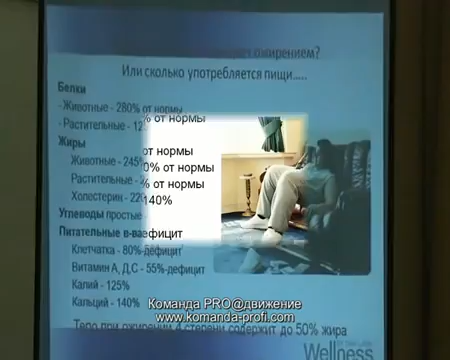 ожирением?
Или сколько употребляется пищи.....
Белки
- Животные - 280% от нормы
% от нормы
- Растительные -
Жиры
от нормы
Животные - 245%
0% от нормы
Растительные -
% от нормы
Холестерин -
140%
Углеводы простые
Питательные в-ва
ефицит
Клетчатка - 80%-дефицит
Витамин А, Д,С - 55%-дефицит
Калий - 125%
Кальций - 140%
Команда PRO@движение
www.komanda-profi.com
Тело при ожирении 4 степени содержит до 50% жира
Wellness